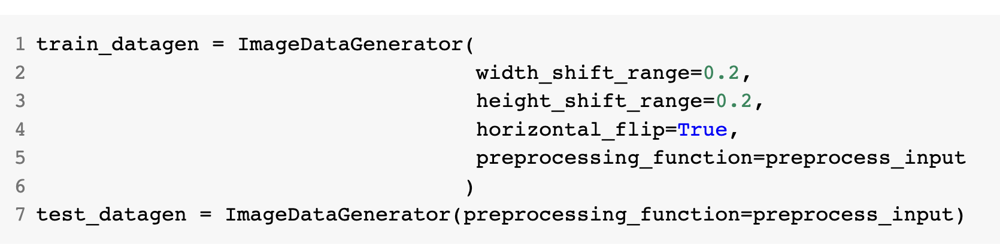 1 train_datagen = ImageDataGenerator(
2                                    width_shift_range=0.2,
3                                    height_shift_range=0.2,
4                                    horizontal_flip=True,
5                                    preprocessing_function=preprocess_input
6                                   )
7 test_datagen = ImageDataGenerator(preprocessing_function=preprocess_input)